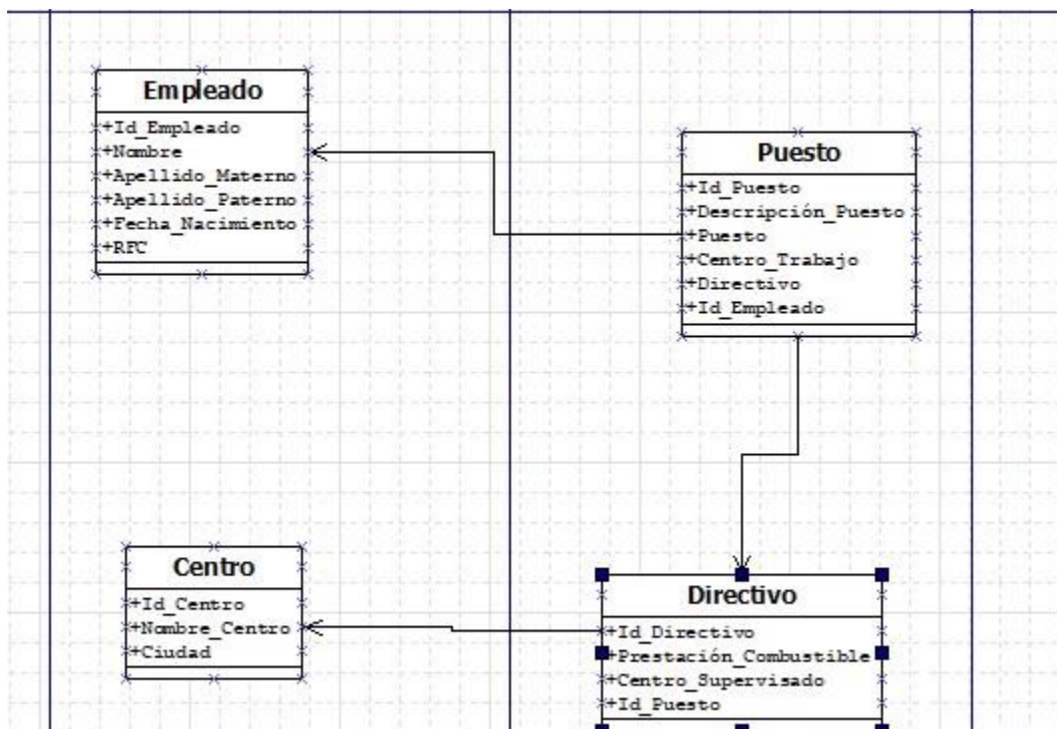 Empleado
+Id_Empleado
+Nombre
+Apellido_Materno
+Apellido_Paterno
+Fecha_Nacimiento
+RFC
Puesto
+Id_Puesto
+Descripción_Puesto
+Puesto
+Centro_Trabajo
+Directivo
+Id_Empleado
Centro
+Id_Centro
+Nombre_Centro
+Ciudad
Directivo
+Id_Directivo
+Prestación_Combustible
+Centro_Supervisado
+Id_Puesto